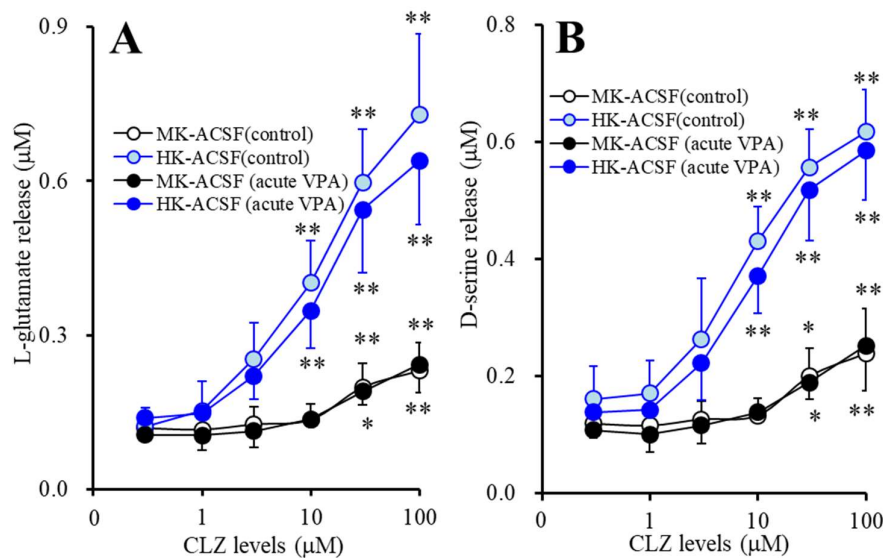 A
L-glutamate release (μM)
0.9
0.6
0.3
0.0
MK-ACSF(control)
HK-ACSF(control)
MK-ACSF (acute VPA)
HK-ACSF (acute VPA)
**
**
**
**
**
**
**
**
*
**
0
1
10
100
CLZ levels (μM)
B
D-serine release (μM)
0.8
0.6
0.4
0.2
0.0
MK-ACSF(control)
HK-ACSF(control)
MK-ACSF (acute VPA)
HK-ACSF (acute VPA)
**
**
**
**
**
**
**
*
*
**
0
1
10
100
CLZ levels (μM)